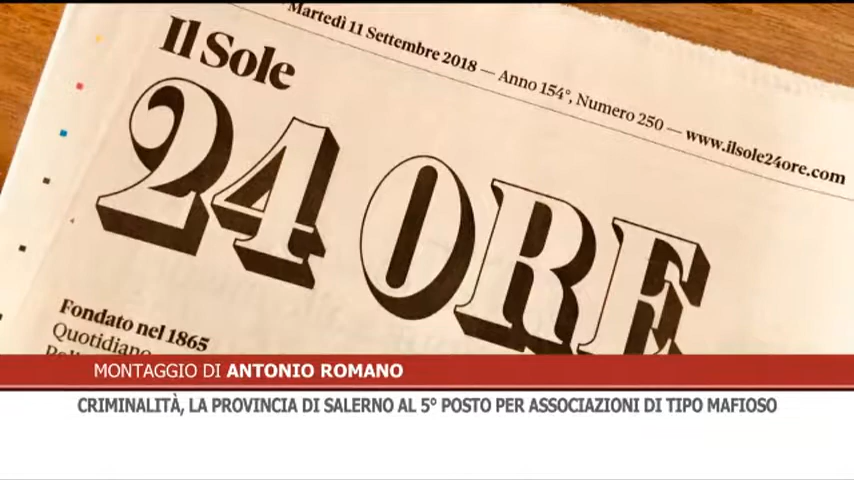 Martedì 11 Settembre 2018 — Anno 154°, Numero 250 — www.ilsole24ore.com
Il Sole
24 ORE
Fondato nel 1865
Quotidiano
MONTAGGIO DI ANTONIO ROMANO
CRIMINALITÀ, LA PROVINCIA DI SALERNO AL 5° POSTO PER ASSOCIAZIONI DI TIPO MAFIOSO